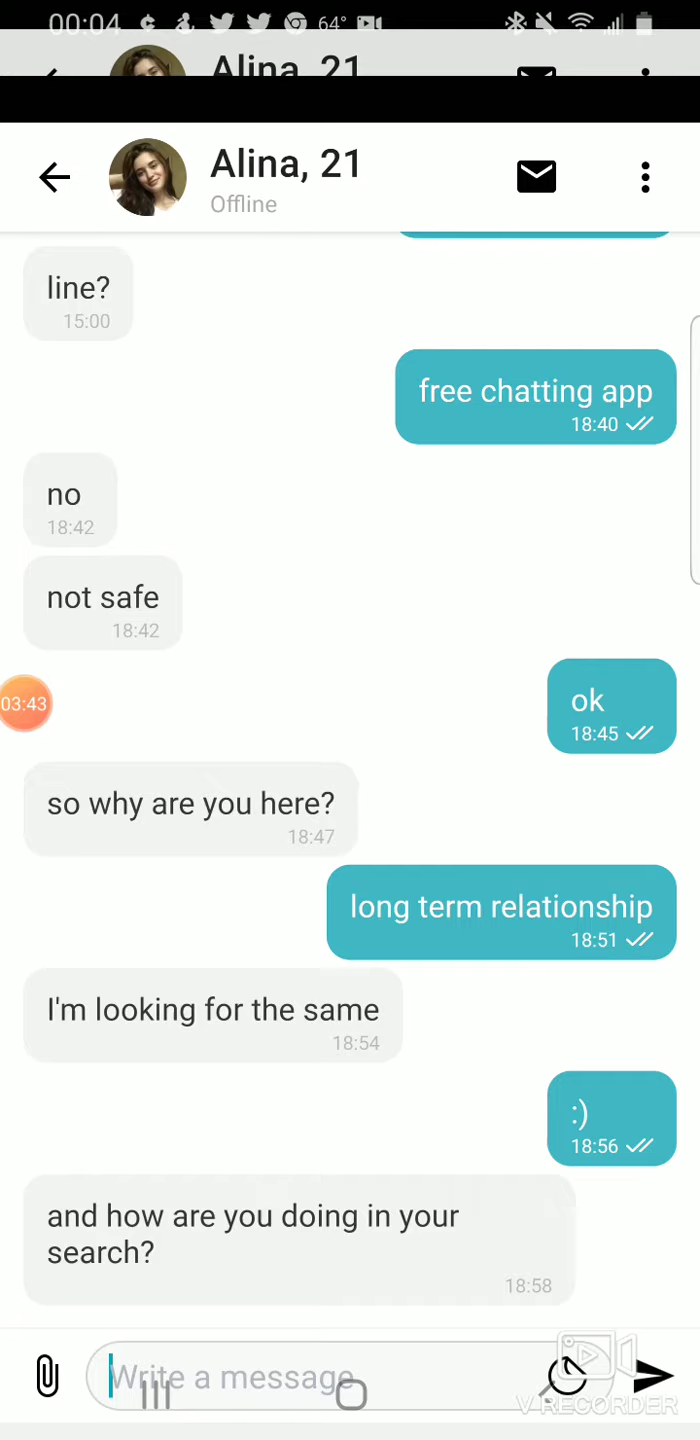 00:04 64°
Alina, 21
Alina, 21
Offline
line?
15:00
free chatting app
18:40
no
18:42
not safe
18:42
ok
18:45
03:43
so why are you here?
18:47
long term relationship
18:51
I'm looking for the same
18:54
:)
18:56
and how are you doing in your
search?
18:58
Write a message
V RECORDER